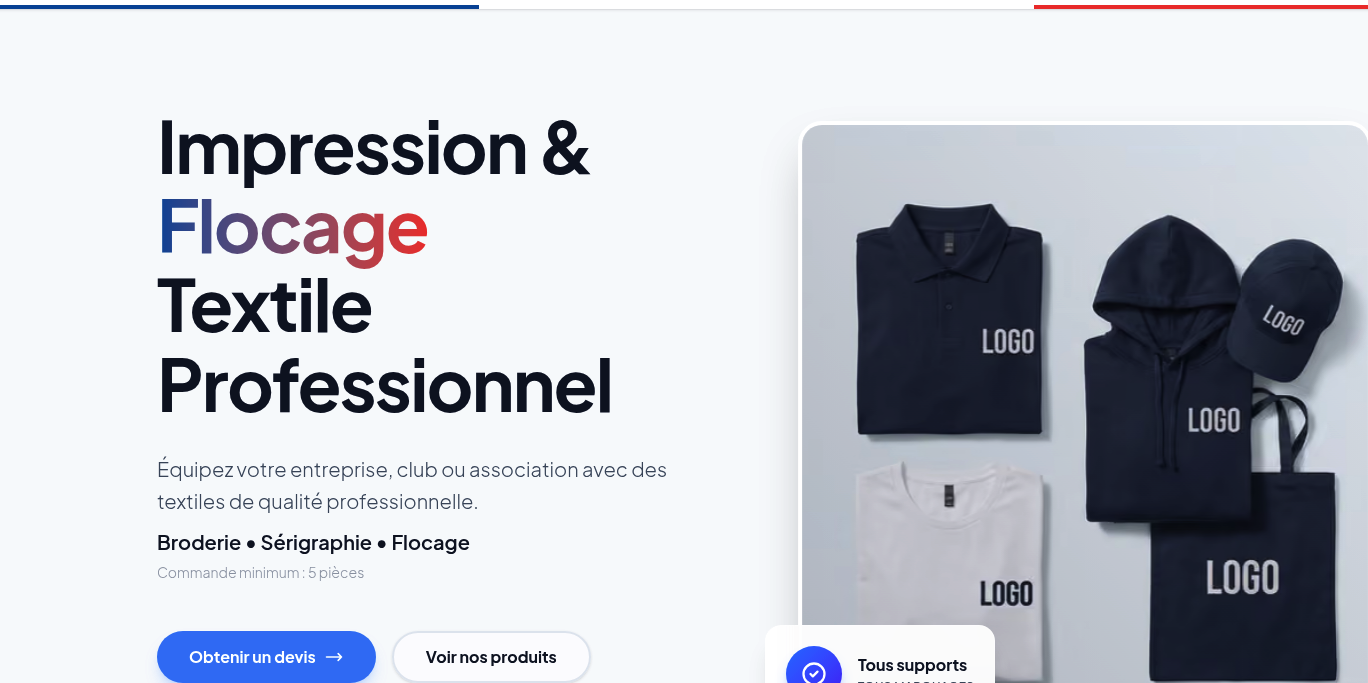 Impression &
Flocage
Textile
Professionnel
Équipez votre entreprise, club ou association avec des
textiles de qualité professionnelle.
Broderie • Sérigraphie • Flocage
Commande minimum : 5 pièces
Obtenir un devis →
Voir nos produits
LOGO
LOGO
LOGO
LOGO
LOGO
Tous supports